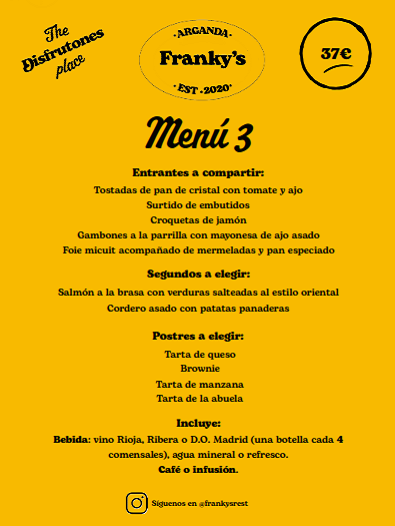 The
Disfrutones
place
·ARGANDA·
Franky's
·EST·2020·
37€
Menú 3
Entrantes a compartir:
Tostadas de pan de cristal con tomate y ajo
Surtido de embutidos
Croquetas de jamón
Gambones a la parrilla con mayonesa de ajo asado
Foie micuit acompañado de mermeladas y pan especiado
Segundos a elegir:
Salmón a la brasa con verduras salteadas al estilo oriental
Cordero asado con patatas panaderas
Postres a elegir:
Tarta de queso
Brownie
Tarta de manzana
Tarta de la abuela
Incluye:
Bebida: vino Rioja, Ribera o D.O. Madrid (una botella cada 4
comensales), agua mineral o refresco.
Café o infusión.
Síguenos en @frankysrest